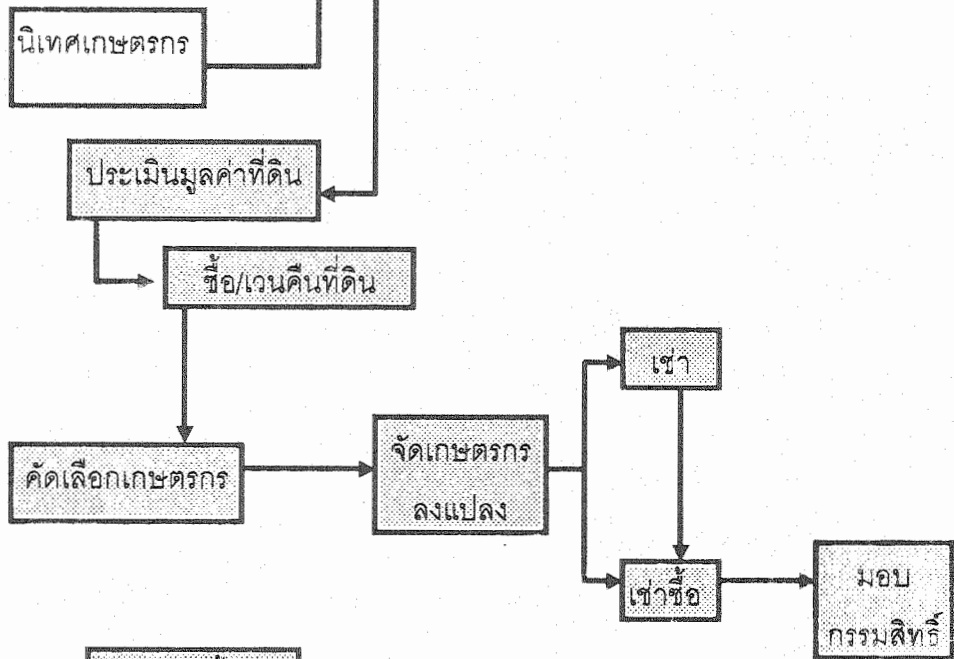 นิเทศเกษตรกร
ประเมินมูลค่าที่ดิน
ซื้อ/เวนคืนที่ดิน
เช่า
คัดเลือกเกษตรกร
จัดเกษตรกร
ลงแปลง
เช่าซื้อ
มอบ
กรรมสิทธิ์